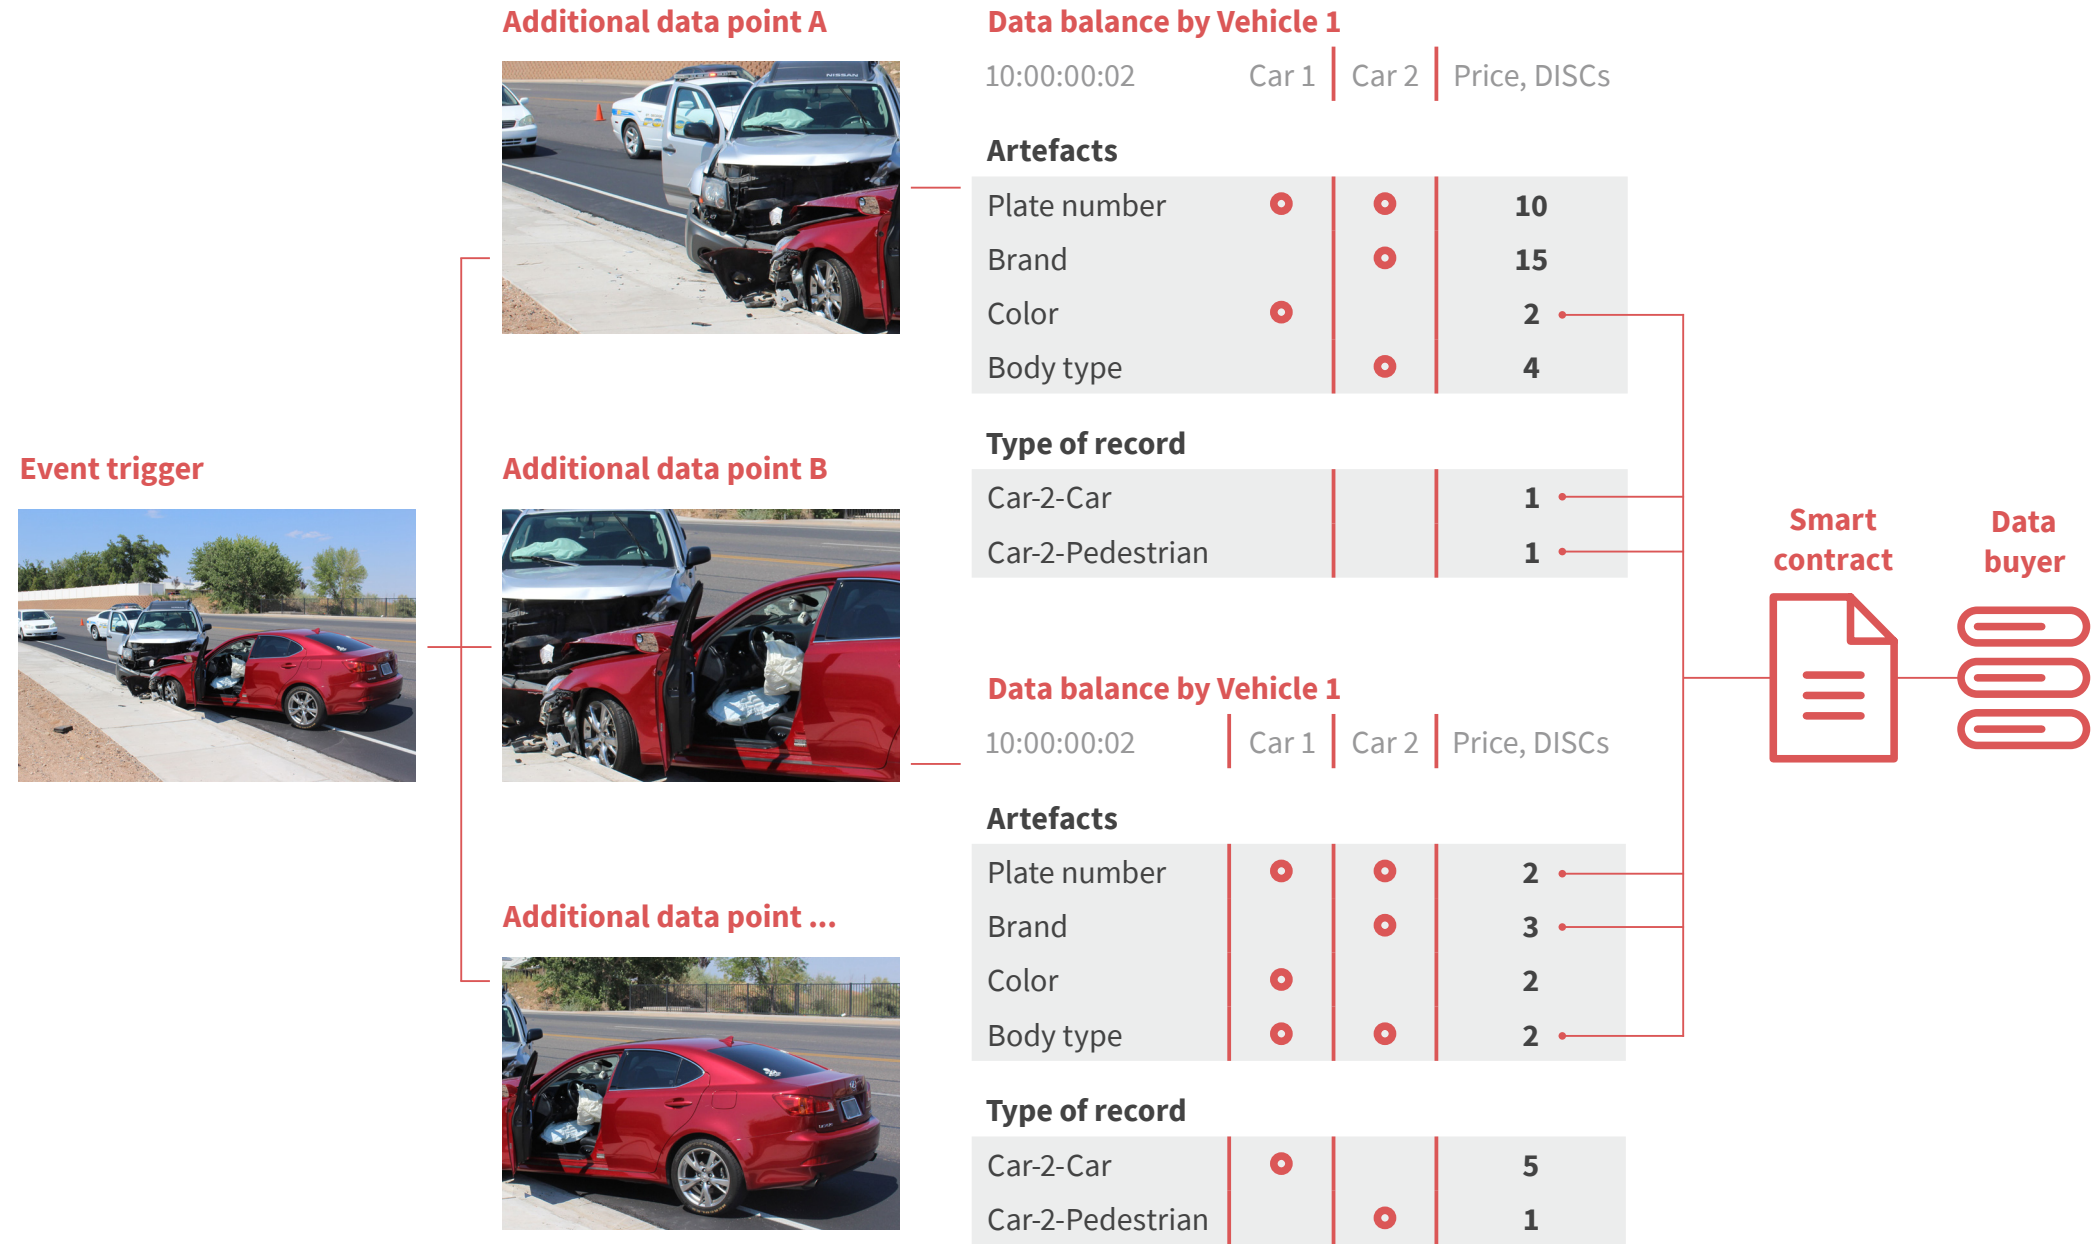 Event trigger
Additional data point A
NISSAN
Additional data point B
Additional data point ...
Data balance by Vehicle 1
10:00:00:02 Car 1 Car 2 Price, DISCs
Artefacts
Plate number 10
Brand 15
Color 2
Body type 4
Type of record
Car-2-Car 1
Car-2-Pedestrian 1
Data balance by Vehicle 1
10:00:00:02 Car 1 Car 2 Price, DISCs
Artefacts
Plate number 2
Brand 3
Color 2
Body type 2
Type of record
Car-2-Car 5
Car-2-Pedestrian 1
Smart
contract
Data
buyer